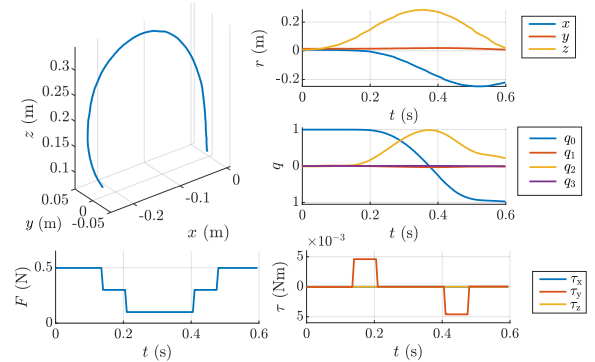 0.3
0.25
0.2
0.15
0.1
z (m)
0.05
0
-0.05
y (m)
-0.2
-0.1
0
x (m)
0.2
0
-0.2
r (m)
0
0.2
0.4
0.6
t (s)
x
y
z
1
0
1
q
0
0.2
0.4
0.6
t (s)
q0
q1
q2
q3
0.5
0
F (N)
0
0.2
0.4
0.6
t (s)
×10⁻³
5
0
5
τ (Nm)
0
0.2
0.4
0.6
t (s)
τx
τy
τz